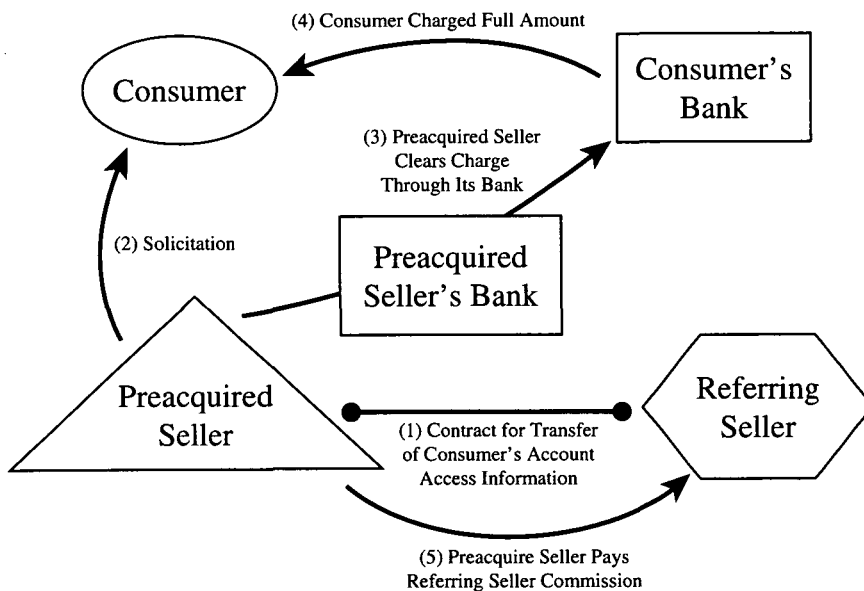 (4) Consumer Charged Full Amount
Consumer
Consumer's
Bank
(3) Preacquired Seller
Clears Charge
Through Its Bank
(2) Solicitation
Preacquired
Seller's Bank
Preacquired
Seller
Referring
Seller
(1) Contract for Transfer
of Consumer's Account
Access Information
(5) Preacquire Seller Pays
Referring Seller Commission